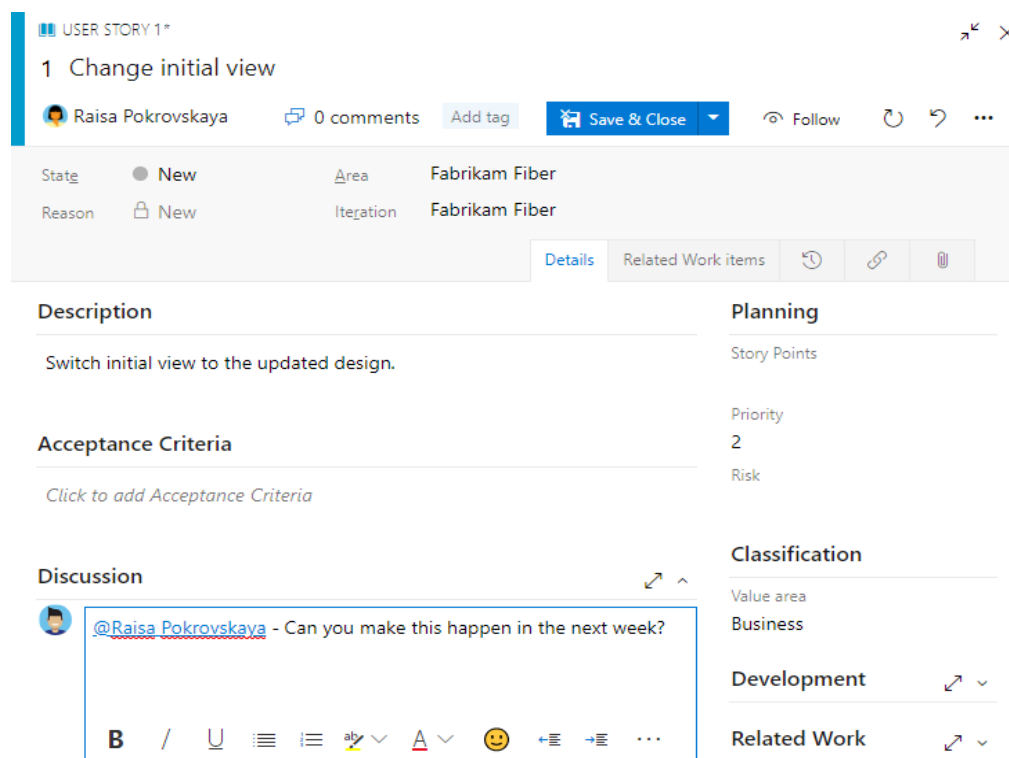 USER STORY 1*
1 Change initial view
Raisa Pokrovskaya 0 comments Add tag Save & Close Follow ...
State New Area Fabrikam Fiber
Reason New Iteration Fabrikam Fiber
Details Related Work items
Description Planning
Switch initial view to the updated design. Story Points
Priority
Acceptance Criteria 2
Click to add Acceptance Criteria Risk
Discussion Classification
Value area
@Raisa Pokrovskaya - Can you make this happen in the next week? Business
Development
B / U ab A ... Related Work